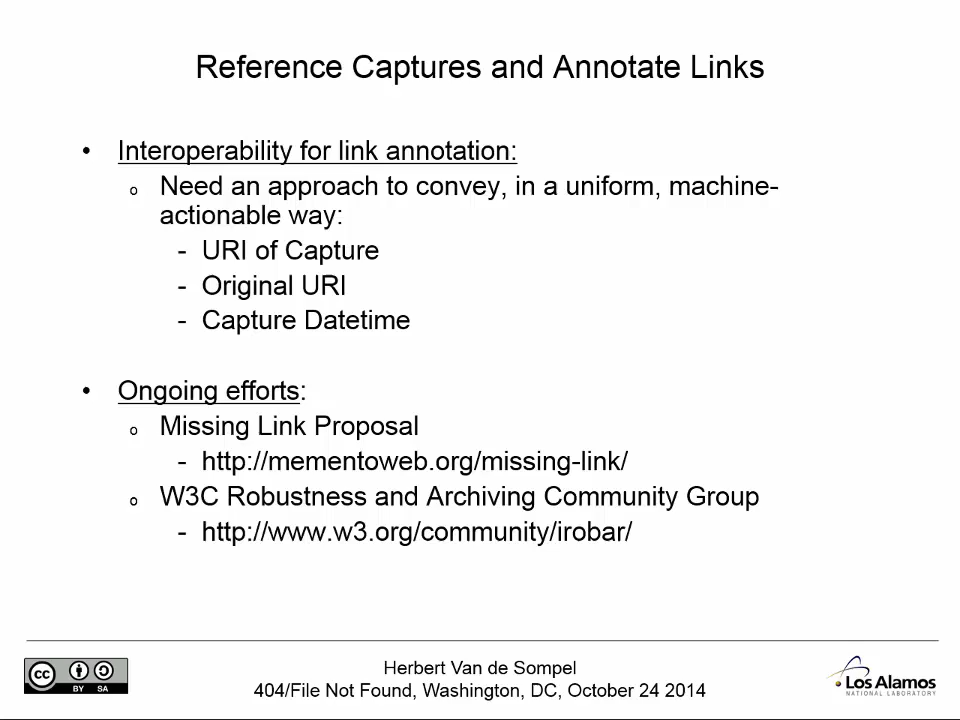 Reference Captures and Annotate Links
• Interoperability for link annotation:
o Need an approach to convey, in a uniform, machine-
actionable way:
- URI of Capture
- Original URI
- Capture Datetime
• Ongoing efforts:
o Missing Link Proposal
- http://mementoweb.org/missing-link/
o W3C Robustness and Archiving Community Group
- http://www.w3.org/community/irobar/
cc BY SA
Herbert Van de Sompel
404/File Not Found, Washington, DC, October 24 2014
Los Alamos
NATIONAL LABORATORY